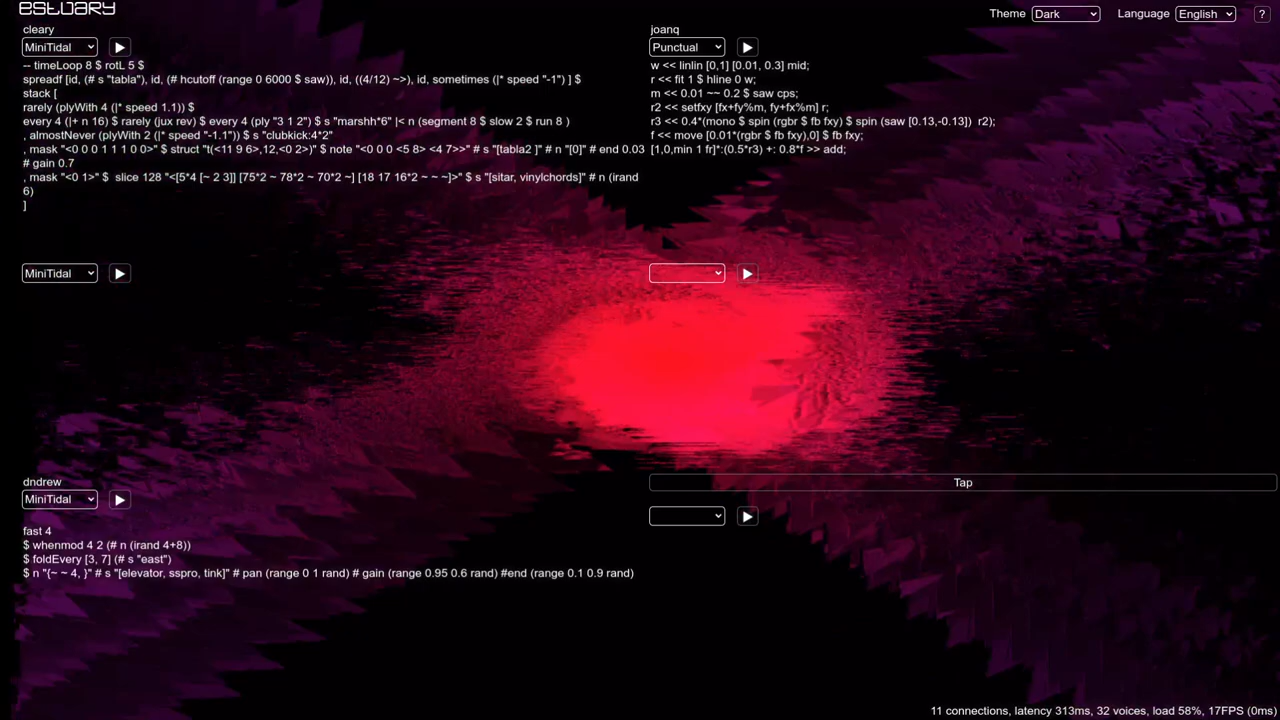 estuary
Theme Dark Language English ?
cleary
MiniTidal
-- timeLoop 8 $ rotL 5 $
spreadf [id, (# s "tabla"), id, (# hcutoff (range 0 6000 $ saw)), id, ((4/12) ~>), id, sometimes (|* speed "-1") ] $
stack [
rarely (plyWith 4 (|* speed 1.1)) $
every 4 (|+ n 16) $ rarely (jux rev) $ every 4 (ply "3 1 2") $ s "marshh*6" |< n (segment 8 $ slow 2 $ run 8 )
, almostNever (plyWith 2 (|* speed "-1.1")) $ s "clubkick:4*2"
, mask "<0 0 0 1 1 1 0 0>" $ struct "t(<11 9 6>,12,<0 2>)" $ note "<0 0 0 <5 8> <4 7>>" # s "[tabla2 ]" # n "[0]" # end 0.03
# gain 0.7
, mask "<0 1>" $  slice 128 "<[5*4 [~ 2 3]] [75*2 ~ 78*2 ~ 70*2 ~] [18 17 16*2 ~ ~ ~]>" $ s "[sitar, vinylchords]" # n (irand
6)
]
joanq
Punctual
w << linlin [0,1] [0.01, 0.3] mid;
r << fit 1 $ hline 0 w;
m << 0.01 ~~ 0.2 $ saw cps;
r2 << setfxy [fx+fy%m, fy+fx%m] r;
r3 << 0.4*(mono $ spin (rgbr $ fb fxy) $ spin (saw [0.13,-0.13])  r2);
f << move [0.01*(rgbr $ fb fxy),0] $ fb fxy;
[1,0,min 1 fr]*:(0.5*r3) +: 0.8*f >> add;
MiniTidal
dndrew
MiniTidal
fast 4
$ whenmod 4 2 (# n (irand 4+8))
$ foldEvery [3, 7] (# s "east")
$ n "{~ ~ 4, }" # s "[elevator, sspro, tink]" # pan (range 0 1 rand) # gain (range 0.95 0.6 rand) #end (range 0.1 0.9 rand)
Tap
11 connections, latency 313ms, 32 voices, load 58%, 17FPS (0ms)